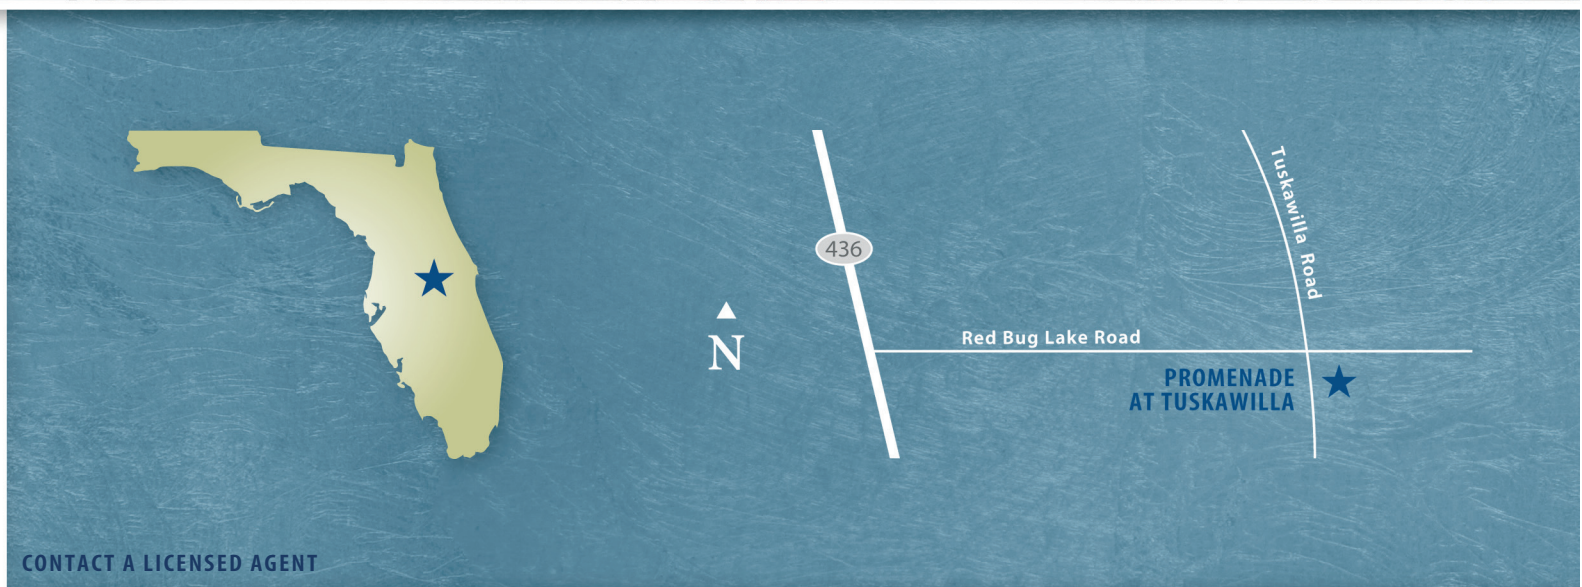 436
Tuskawilla Road
N
Red Bug Lake Road
PROMENADE
AT TUSKAWILLA
CONTACT A LICENSED AGENT